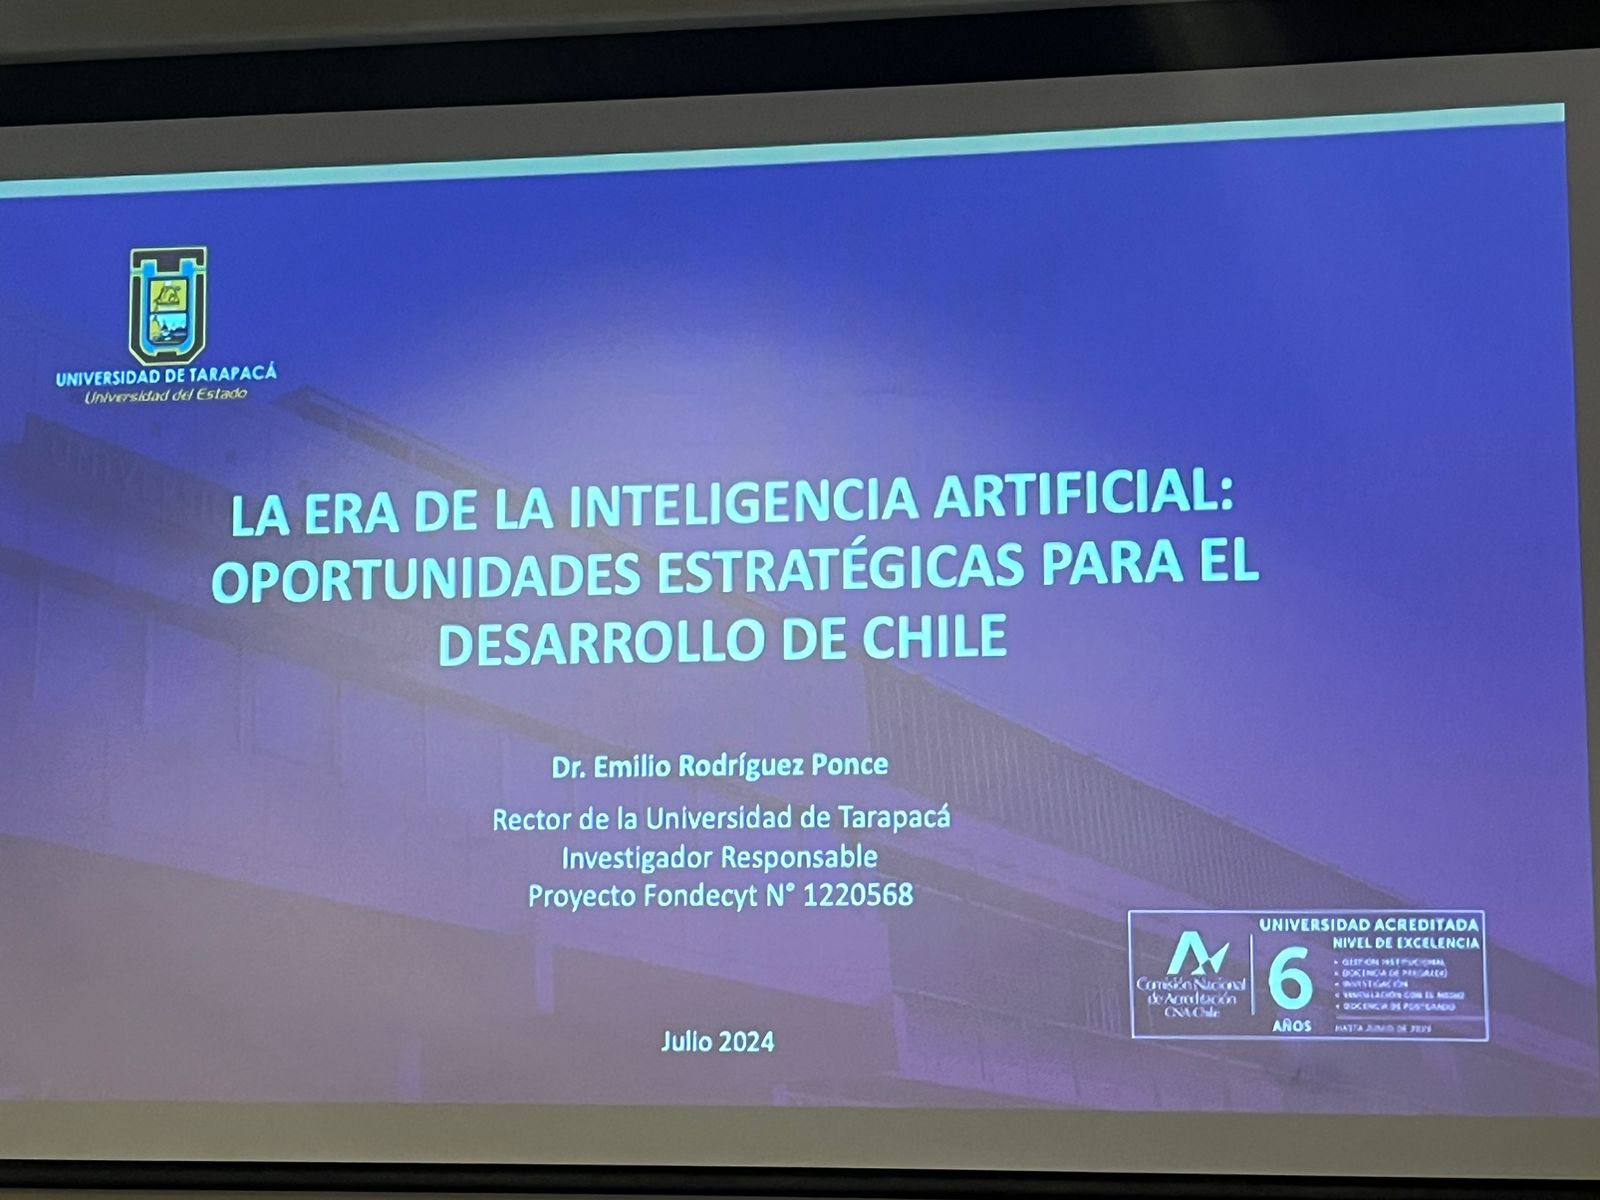 UNIVERSIDAD DE TARAPACÁ
Universidad del Estado
LA ERA DE LA INTELIGENCIA ARTIFICIAL:
OPORTUNIDADES ESTRATÉGICAS PARA EL
DESARROLLO DE CHILE
Dr. Emilio Rodríguez Ponce
Rector de la Universidad de Tarapacá
Investigador Responsable
Proyecto Fondecyt N° 1220568
Julio 2024
Comisión Nacional
de Acreditación
CNA Chile
6
AÑOS
UNIVERSIDAD ACREDITADA
NIVEL DE EXCELENCIA
• GESTIÓN INSTITUCIONAL
• DOCENCIA DE PREGRADO
• INVESTIGACIÓN
• VINCULACIÓN CON EL MEDIO
• DOCENCIA DE POSTGRADO
HASTA JUNIO DE